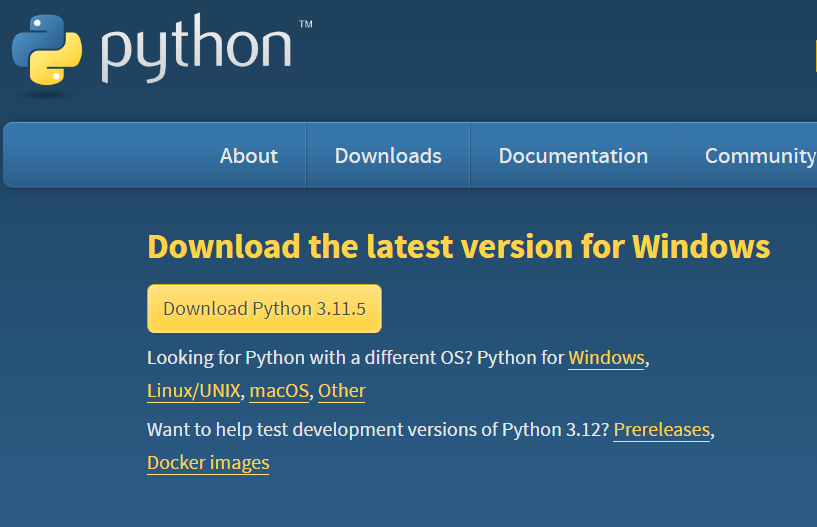 python™
About Downloads Documentation Community
Download the latest version for Windows
Download Python 3.11.5
Looking for Python with a different OS? Python for Windows,
Linux/UNIX, macOS, Other
Want to help test development versions of Python 3.12? Prereleases,
Docker images